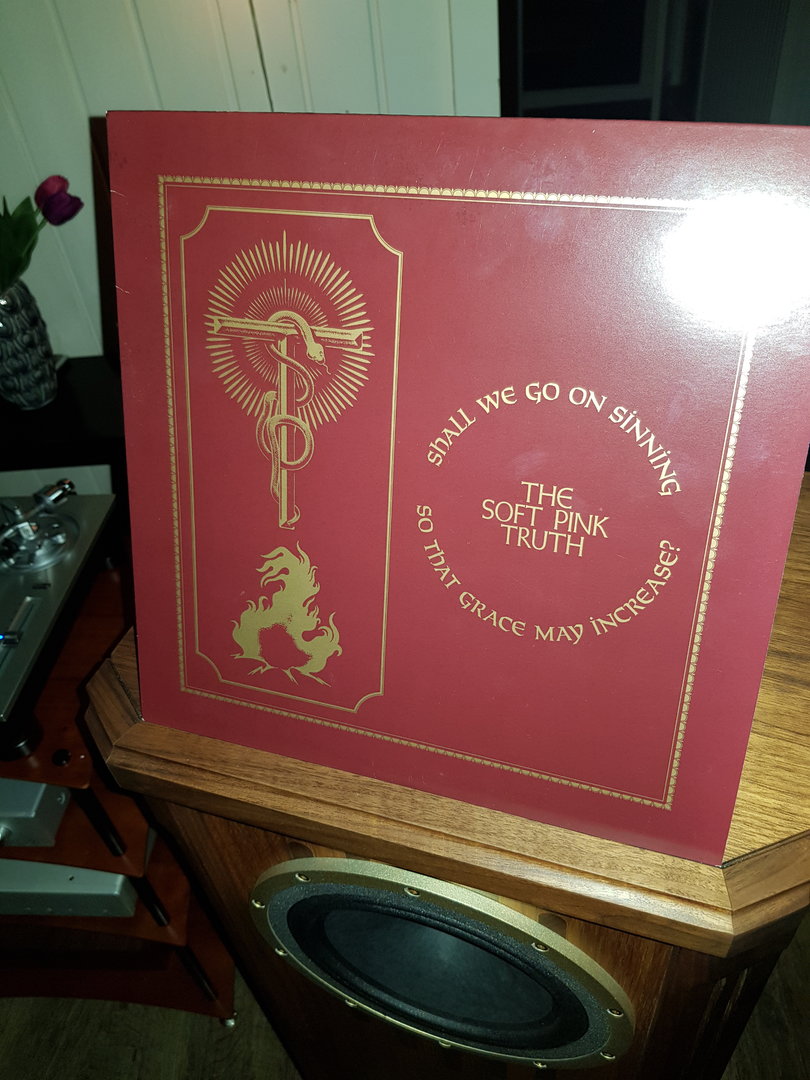 Shall We Go On Sinning
The
Soft Pink
Truth
So That Grace May Increase?